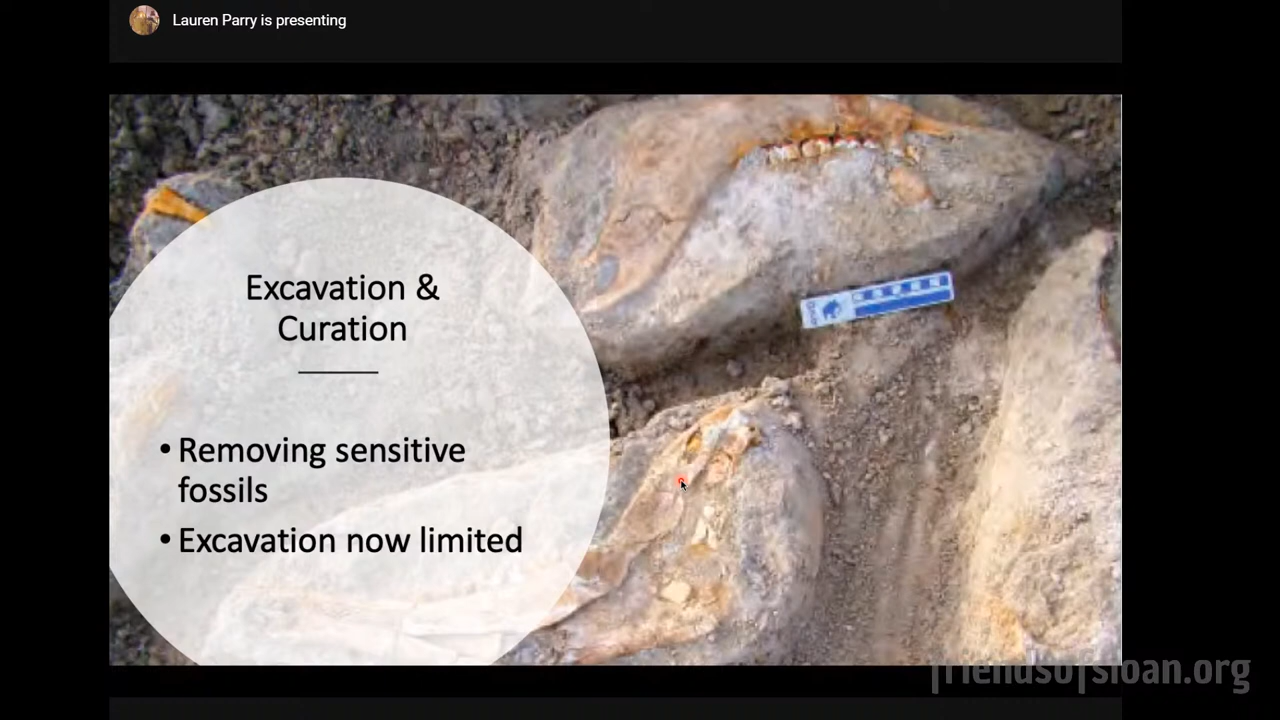 Lauren Parry is presenting
Excavation &
Curation
• Removing sensitive
fossils
• Excavation now limited
friendsofsloan.org